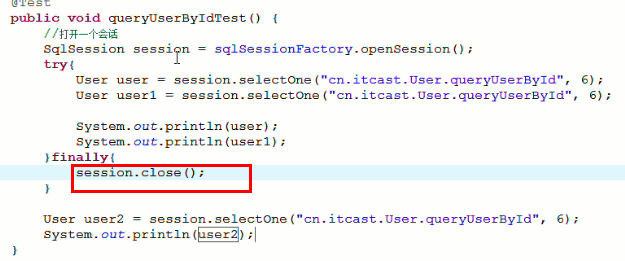 @Test
public void queryUserByIdTest() {
//打开一个会话
SqlSession session = sqlSessionFactory.openSession();
try{
User user = session.selectOne("cn.itcast.User.queryUserById", 6);
User user1 = session.selectOne("cn.itcast.User.queryUserById", 6);
System.out.println(user);
System.out.println(user1);
}finally{
session.close();
}
User user2 = session.selectOne("cn.itcast.User.queryUserById", 6);
System.out.println(user2);
}